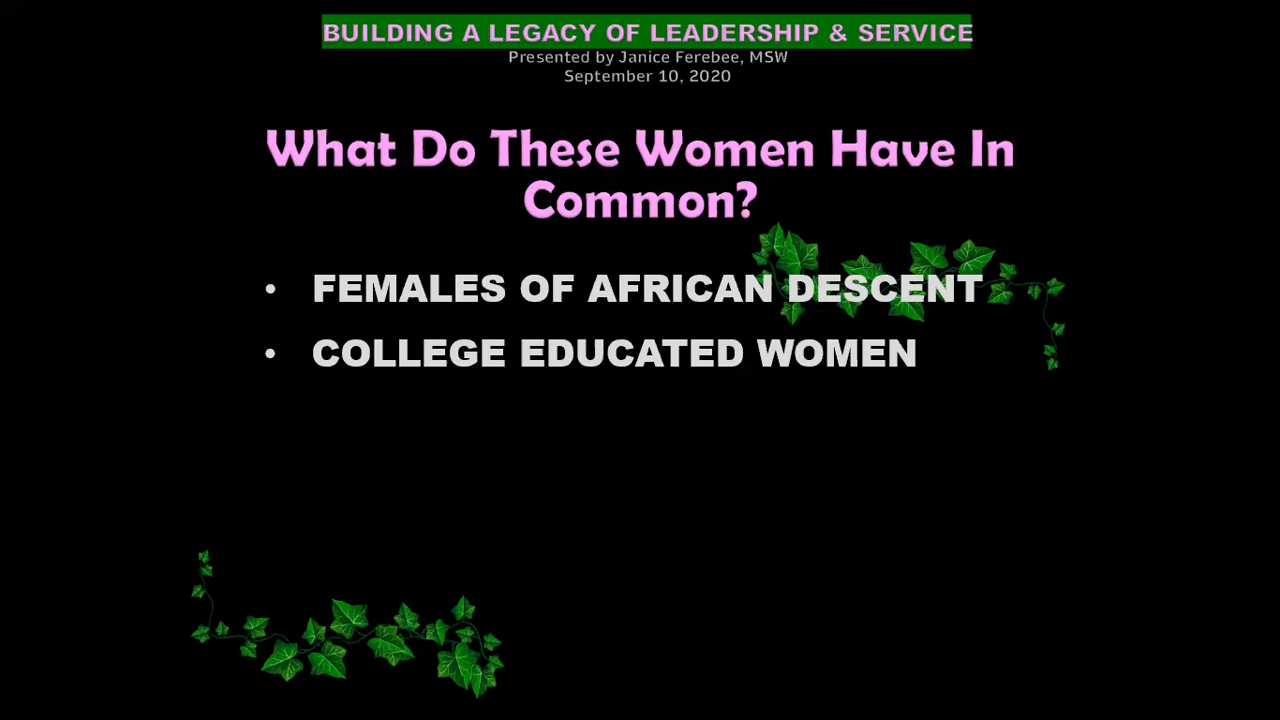 BUILDING A LEGACY OF LEADERSHIP & SERVICE
Presented by Janice Ferebee, MSW
September 10, 2020
What Do These Women Have In
Common?
• FEMALES OF AFRICAN DESCENT
• COLLEGE EDUCATED WOMEN